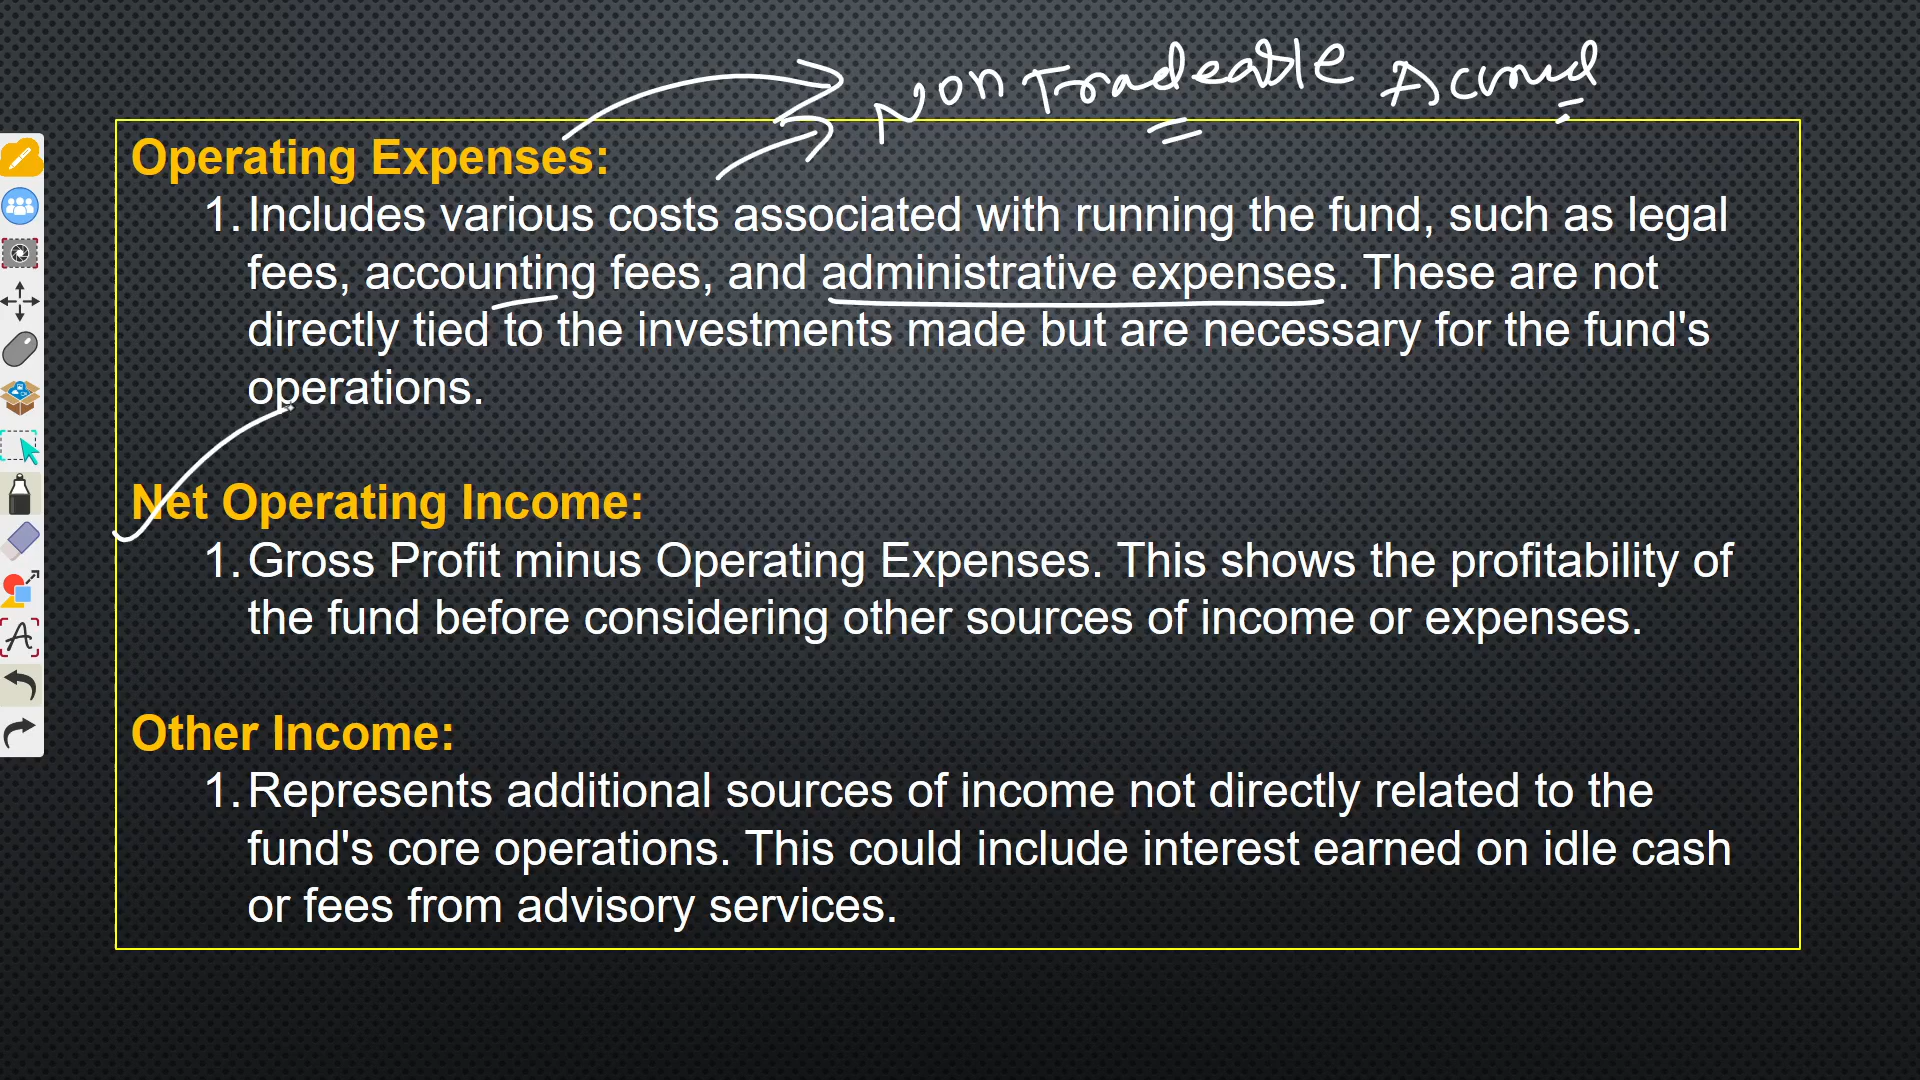 Non Tradeable Accrued
Operating Expenses:
1. Includes various costs associated with running the fund, such as legal
fees, accounting fees, and administrative expenses. These are not
directly tied to the investments made but are necessary for the fund's
operations.
Net Operating Income:
1. Gross Profit minus Operating Expenses. This shows the profitability of
the fund before considering other sources of income or expenses.
Other Income:
1. Represents additional sources of income not directly related to the
fund's core operations. This could include interest earned on idle cash
or fees from advisory services.